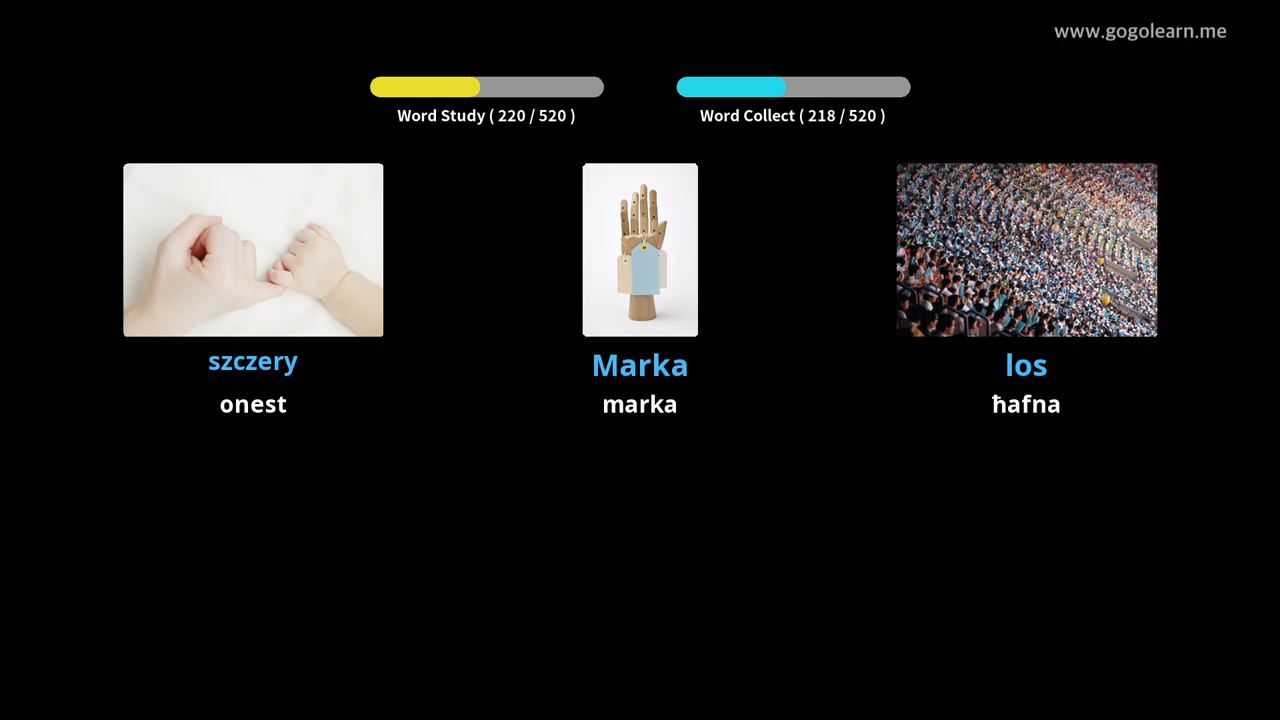 www.gogolearn.me
Word Study ( 220 / 520 )
Word Collect ( 218 / 520 )
szczery
Marka
los
onest
marka
ħafna